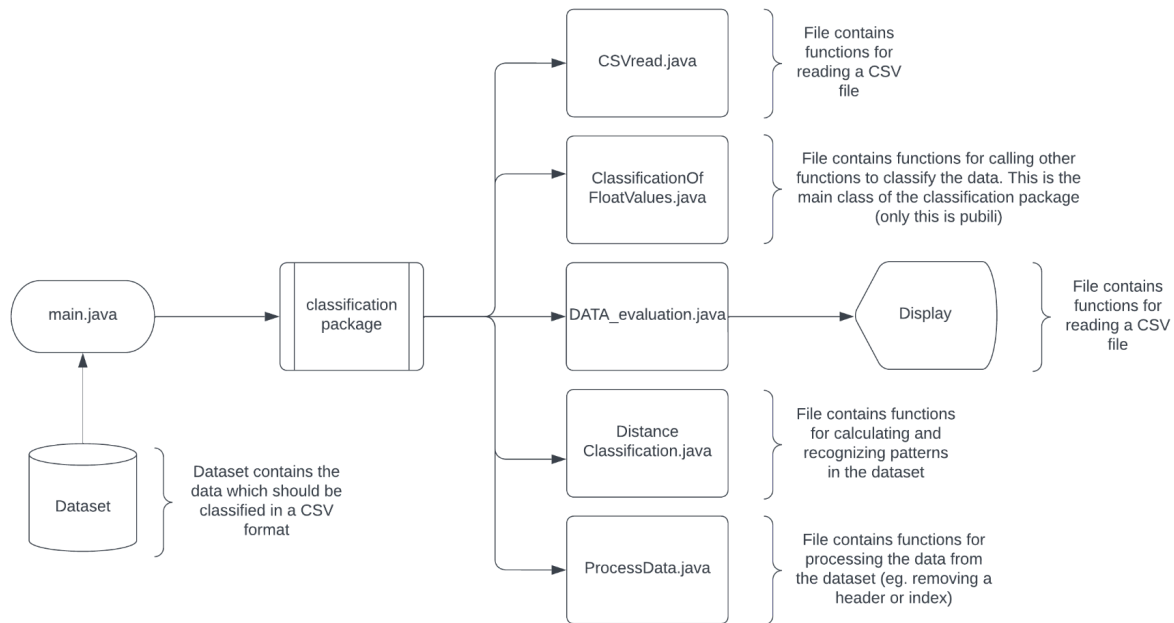 CSVread.java
File contains
functions for
reading a CSV
file
ClassificationOf
FloatValues.java
File contains functions for calling other
functions to classify the data. This is the
main class of the classification package
(only this is pubili)
main.java
classification
package
DATA_evaluation.java
Display
File contains
functions for
reading a CSV
file
Distance
Classification.java
File contains functions
for calculating and
recognizing patterns
in the dataset
Dataset
Dataset contains the
data which should be
classified in a CSV
format
ProcessData.java
File contains functions for
processing the data from
the dataset (eg. removing a
header or index)